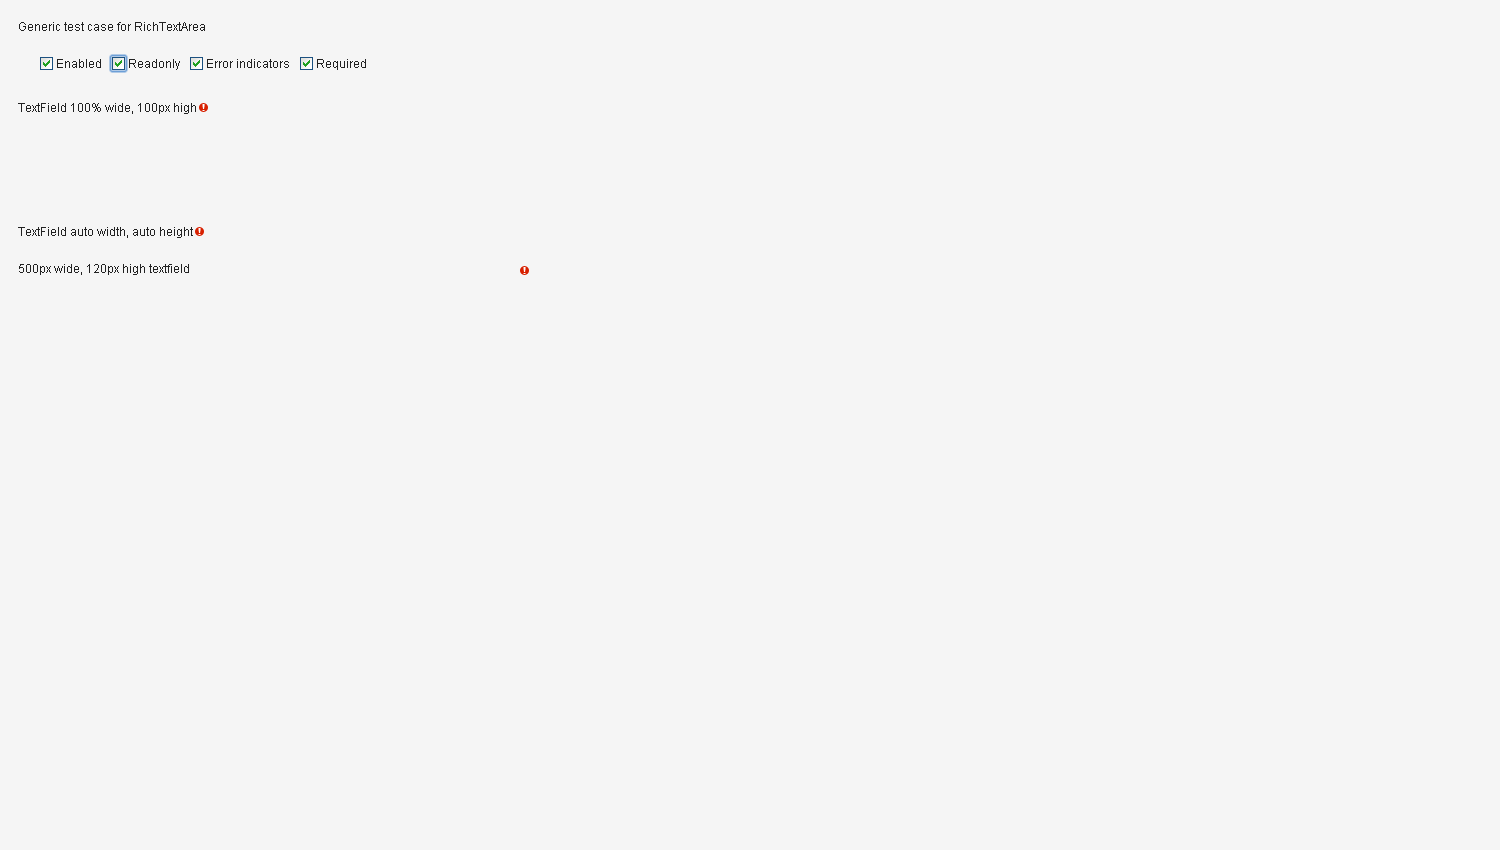 Generic test case for RichTextArea
Enabled Readonly Error indicators Required
TextField 100% wide, 100px high
TextField auto width, auto height
500px wide, 120px high textfield